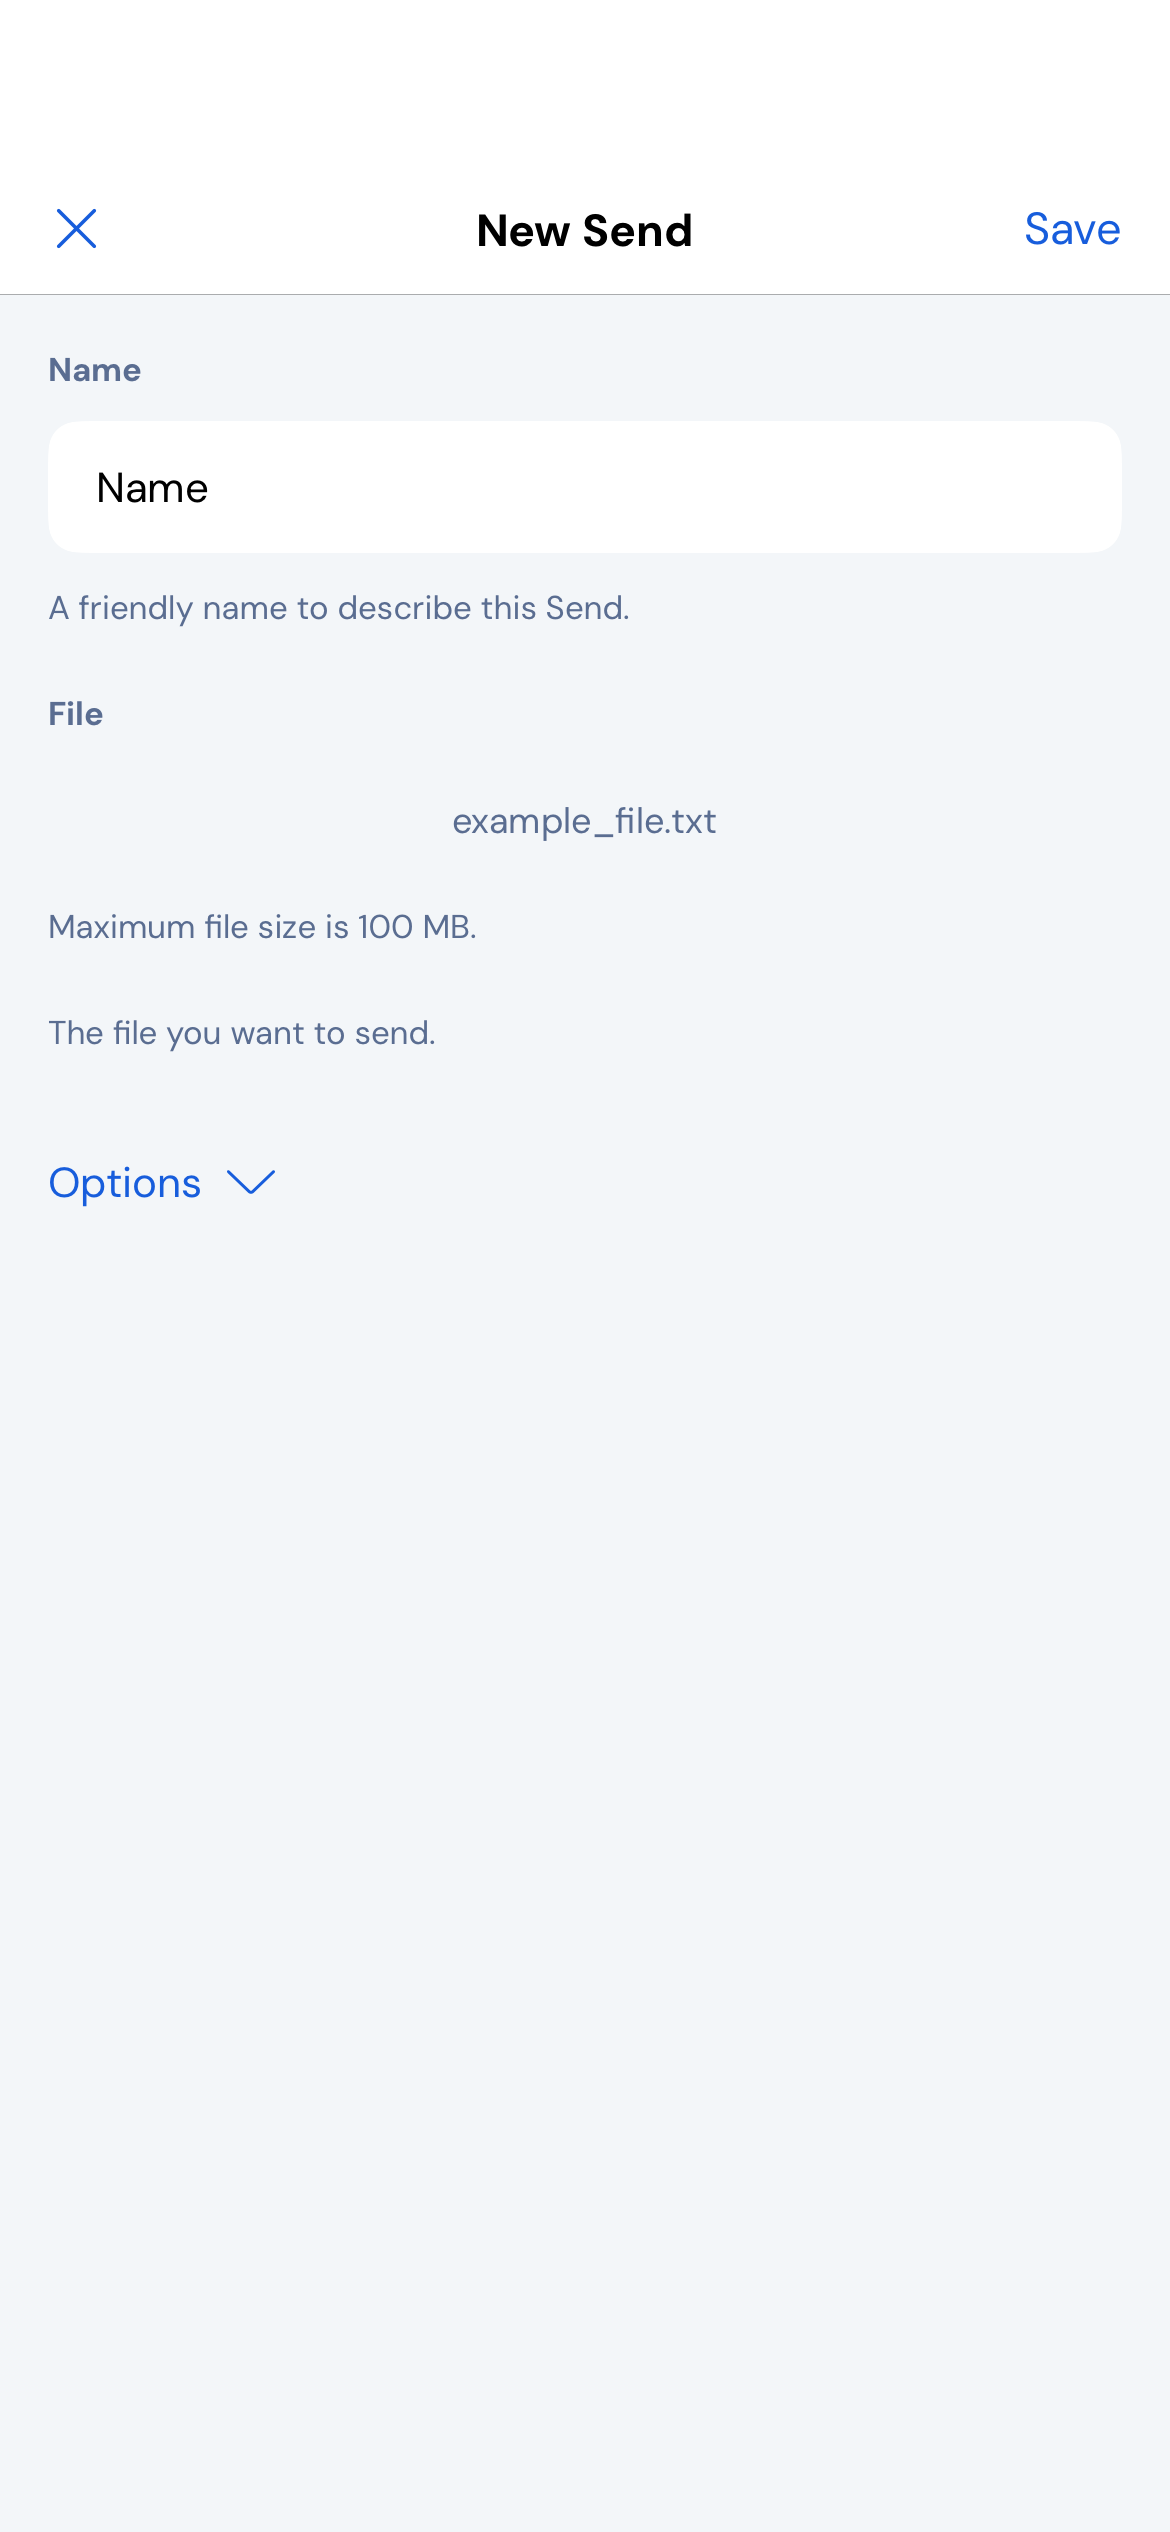 New Send
Save
Name
Name
A friendly name to describe this Send.
File
example_file.txt
Maximum file size is 100 MB.
The file you want to send.
Options